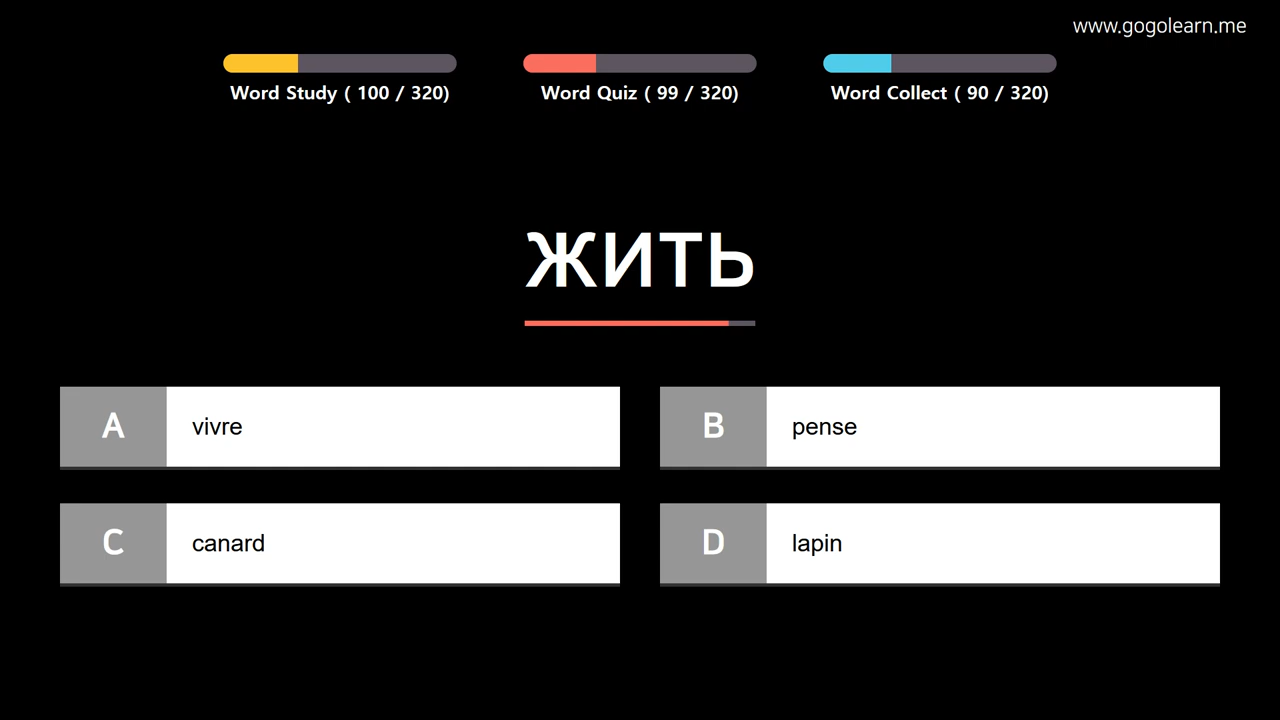 www.gogolearn.me
Word Study ( 100 / 320)
Word Quiz ( 99 / 320)
Word Collect ( 90 / 320)
ЖИТЬ
A vivre
B pense
C canard
D lapin